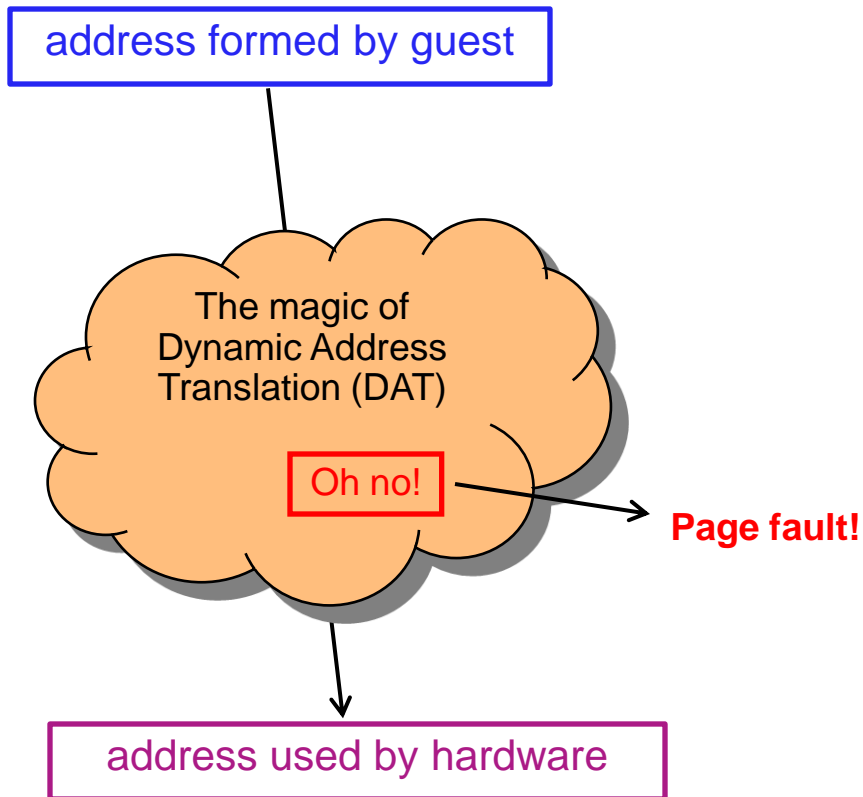 address formed by guest
The magic of
Dynamic Address
Translation (DAT)
Oh no!
Page fault!
address used by hardware